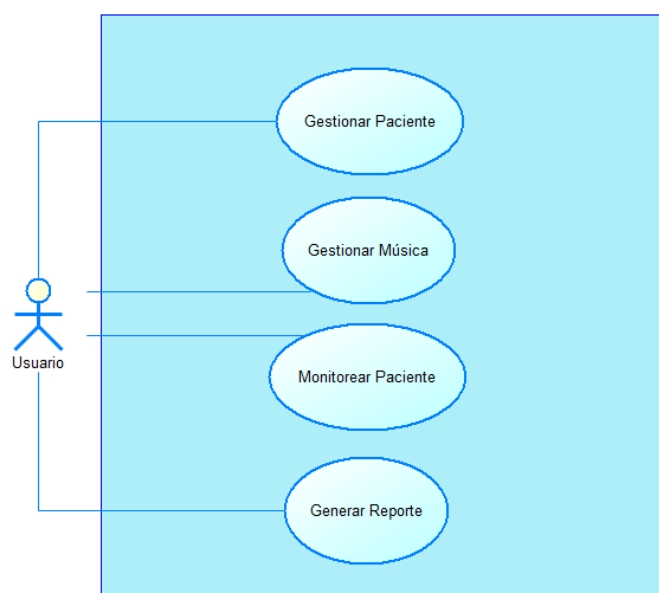 Gestionar Paciente
Gestionar Música
Usuario
Monitorear Paciente
Generar Reporte